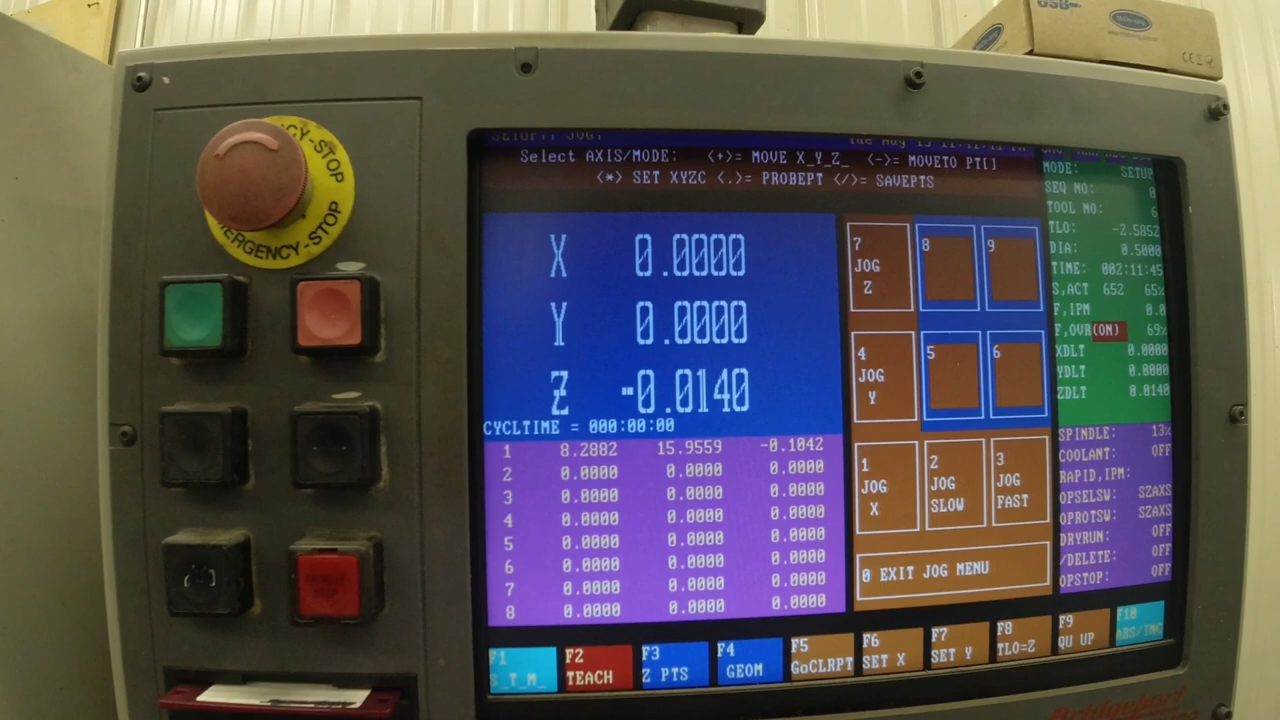 USB
CE
EMERGENCY-STOP
EMERGENCY-STOP
SETUP: JOG:
Select AXIS/MODE: <+>= MOVE X_Y_Z_ <->= MOVETO PT[]
<*> SET XYZC <.>= PROBEPT </>= SAVEPTS
X 0.0000
Y 0.0000
Z -0.0140
CYCLTIME = 000:00:00
1 8.2882 15.9559 -0.1042
2 0.0000 0.0000 0.0000
3 0.0000 0.0000 0.0000
4 0.0000 0.0000 0.0000
5 0.0000 0.0000 0.0000
6 0.0000 0.0000 0.0000
7 0.0000 0.0000 0.0000
8 0.0000 0.0000 0.0000
7 JOG Z
8
9
4 JOG Y
5
6
1 JOG X
2 JOG SLOW
3 JOG FAST
0 EXIT JOG MENU
MODE: SETUP
SEQ NO: 0
TOOL NO: 6
TLO: -2.5852
DIA: 0.5000
TIME: 002:11:45
S,ACT 652 65%
F,IPM 0.0
F,OVR(ON) 69%
XDLT 0.0000
YDLT 0.0000
ZDLT 0.0140
SPINDLE: 13%
COOLANT: OFF
RAPID,IPM:
OPSELSW: SZAXS
OPROTSW: SZAXS
DRYRUN: OFF
/DELETE: OFF
OPSTOP: OFF
F1 S_T_M_
F2 TEACH
F3 Z PTS
F4 GEOM
F5 GoCLRPT
F6 SET X
F7 SET Y
F8 TLO=Z
F9 QU UP
F10 ABS/INC
Bridgeport